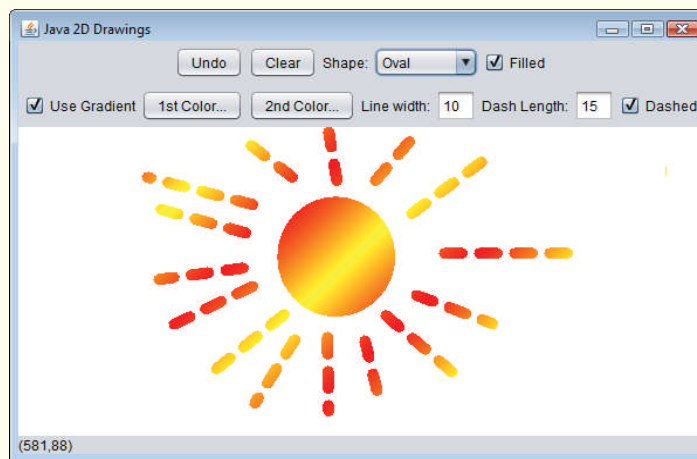 Java 2D Drawings
Undo Clear Shape: Oval Filled
Use Gradient 1st Color... 2nd Color... Line width: 10 Dash Length: 15 Dashed
(581,88)